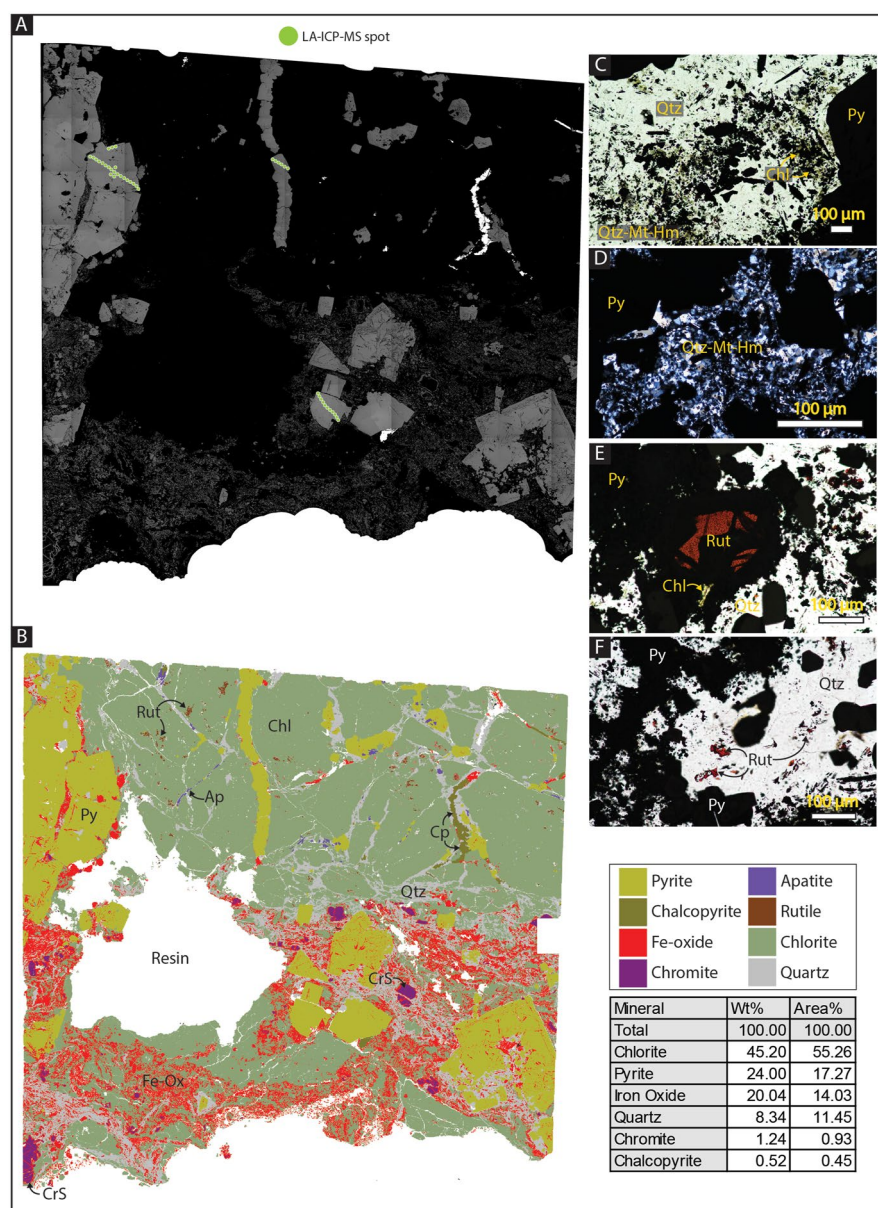 A
LA-ICP-MS spot
C
Qtz
Py
Chl
100 µm
Qtz-Mt-Hm
D
Py
Qtz-Mt-Hm
100 µm
E
Py
Rut
Chl
Qtz
100 µm
F
Py
Qtz
Rut
Py
100 µm
B
Rut
Chl
Ap
Py
Cp
Qtz
Resin
CrS
Fe-Ox
CrS
Pyrite
Apatite
Chalcopyrite
Rutile
Fe-oxide
Chlorite
Chromite
Quartz
Mineral Wt% Area%
Total 100.00 100.00
Chlorite 45.20 55.26
Pyrite 24.00 17.27
Iron Oxide 20.04 14.03
Quartz 8.34 11.45
Chromite 1.24 0.93
Chalcopyrite 0.52 0.45